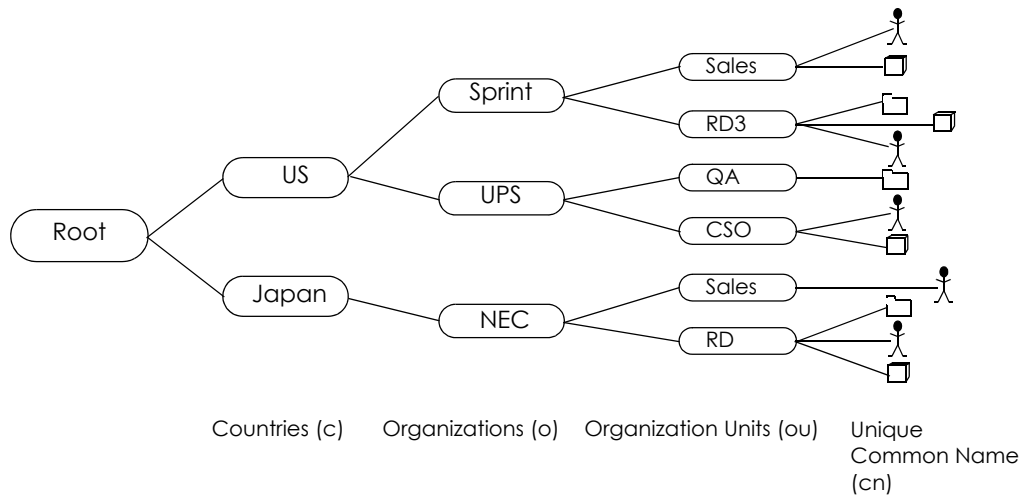 Root
US
Japan
Sprint
UPS
NEC
Sales
RD3
QA
CSO
Sales
RD
Countries (c)
Organizations (o)
Organization Units (ou)
Unique
Common Name
(cn)